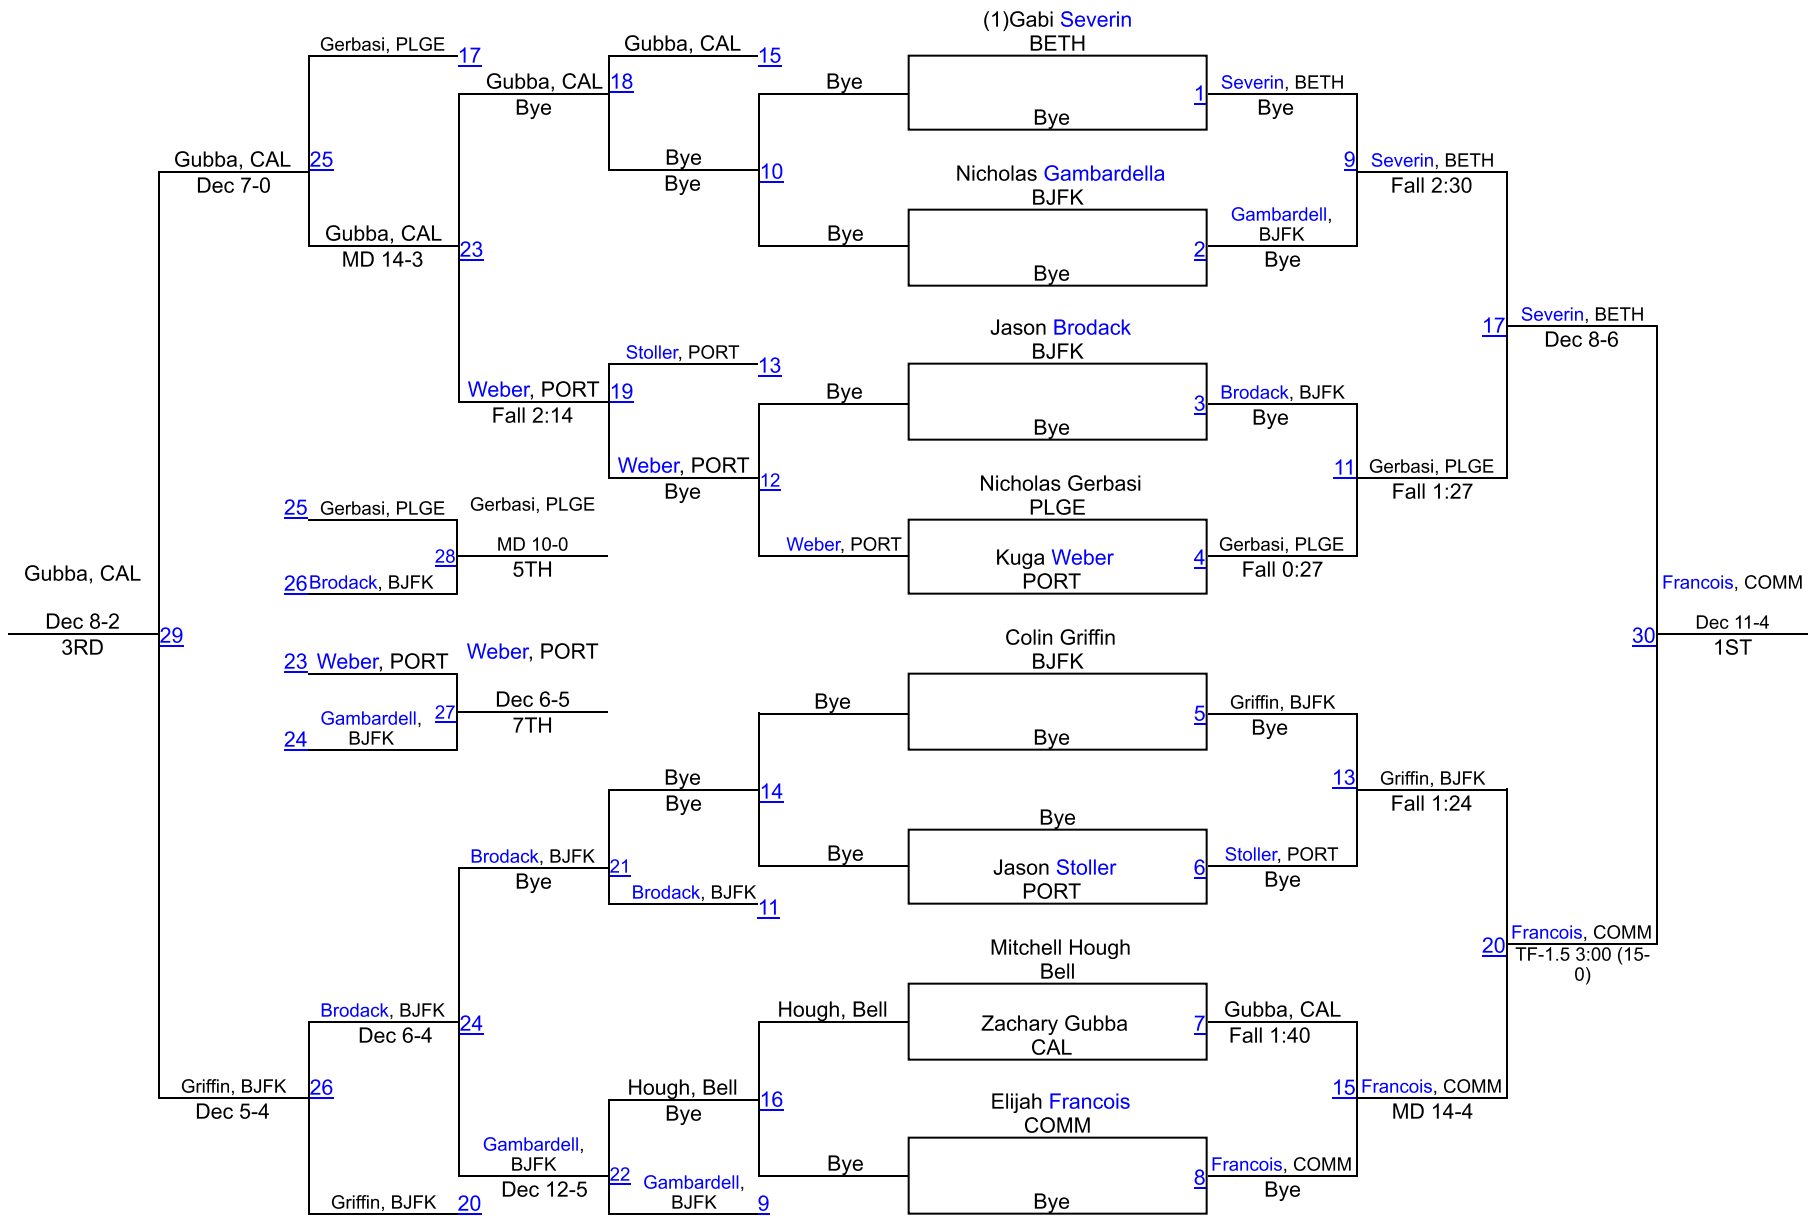 (1)Gabi Severin
BETH
Gerbasi, PLGE
17
Gubba, CAL
15
Gubba, CAL
18
Bye
Bye
Bye
1
Severin, BETH
Bye
Gubba, CAL
25
Dec 7-0
Bye
10
Bye
Nicholas Gambardella
BJFK
9
Severin, BETH
Fall 2:30
Gubba, CAL
23
MD 14-3
Bye
Bye
2
Gambardell,
BJFK
Bye
Jason Brodack
BJFK
17
Severin, BETH
Dec 8-6
Stoller, PORT
13
Weber, PORT
19
Fall 2:14
Bye
Bye
3
Brodack, BJFK
Bye
Weber, PORT
12
Bye
Nicholas Gerbasi
PLGE
11
Gerbasi, PLGE
Fall 1:27
25
Gerbasi, PLGE
Gerbasi, PLGE
28
MD 10-0
5TH
26
Brodack, BJFK
Weber, PORT
Kuga Weber
PORT
4
Gerbasi, PLGE
Fall 0:27
Gubba, CAL
Dec 8-2
29
3RD
Francois, COMM
30
Dec 11-4
1ST
23
Weber, PORT
Weber, PORT
27
Dec 6-5
7TH
Gambardell,
24
BJFK
Colin Griffin
BJFK
Bye
Bye
5
Griffin, BJFK
Bye
Bye
14
Bye
13
Griffin, BJFK
Fall 1:24
Bye
Jason Stoller
PORT
Bye
6
Stoller, PORT
Bye
Brodack, BJFK
21
Bye
Brodack, BJFK
11
Mitchell Hough
Bell
20
Francois, COMM
TF-1.5 3:00 (15-
0)
Brodack, BJFK
24
Dec 6-4
Hough, Bell
Zachary Gubba
CAL
7
Gubba, CAL
Fall 1:40
Griffin, BJFK
26
Dec 5-4
Hough, Bell
16
Bye
Elijah Francois
COMM
15
Francois, COMM
MD 14-4
Gambardell,
BJFK
22
Dec 12-5
Gambardell,
BJFK
9
Bye
Bye
8
Francois, COMM
Bye
Griffin, BJFK
20